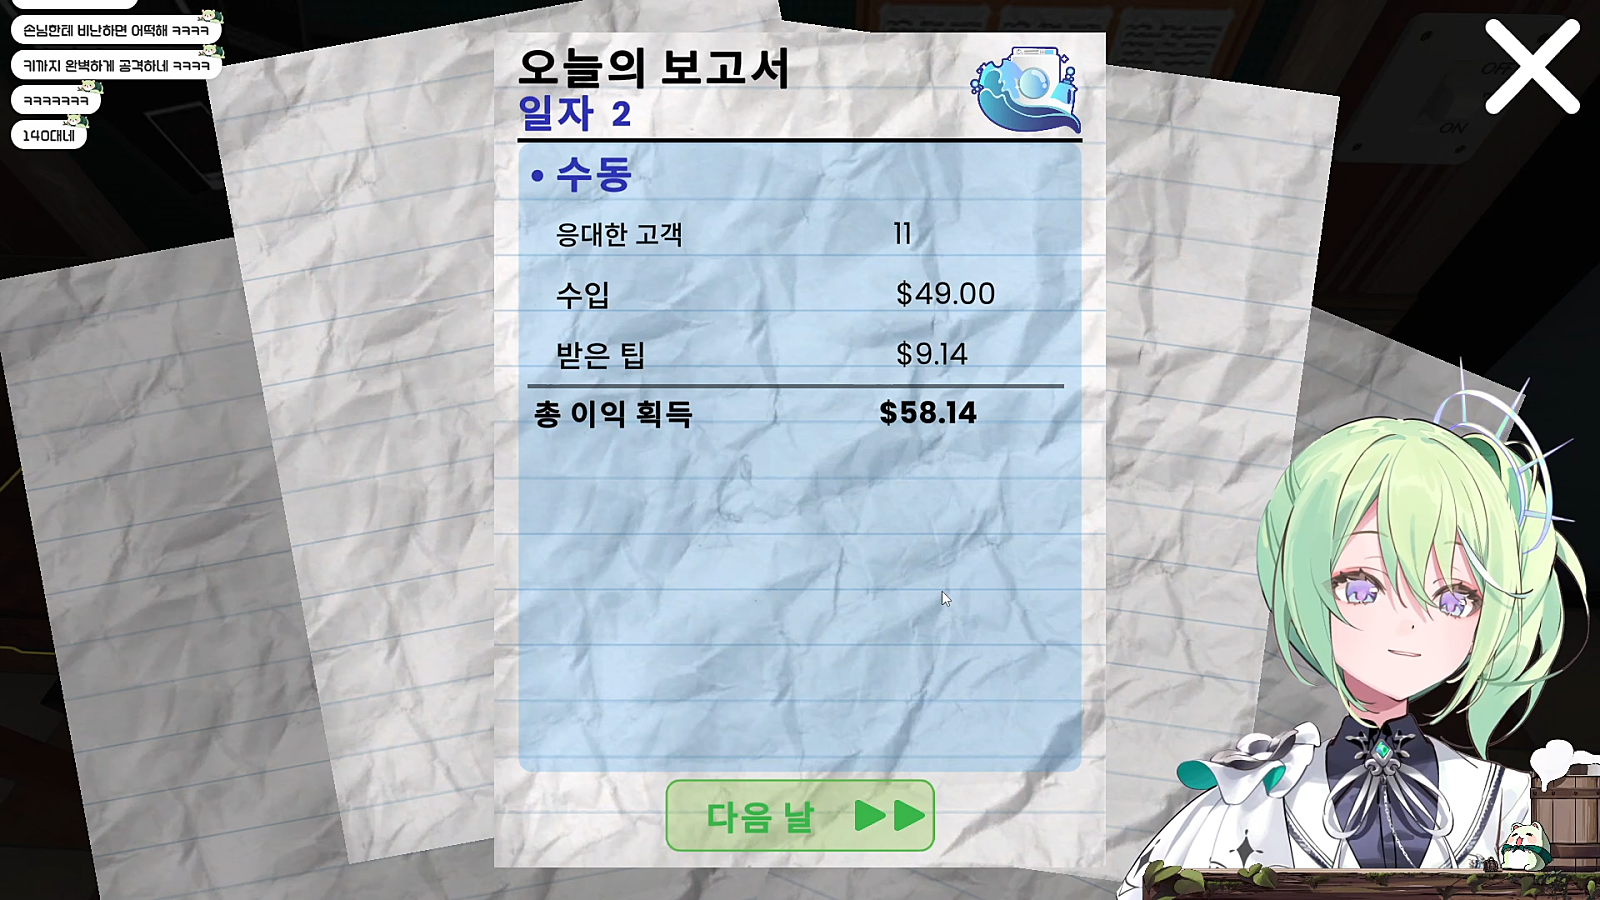 손님한테 비난하면 어떡해 ㅋㅋㅋㅋ
키까지 완벽하게 공격하네 ㅋㅋㅋㅋ
ㅋㅋㅋㅋㅋㅋㅋ
140대네
오늘의 보고서
일자 2
• 수동
응대한 고객 11
수입 $49.00
받은 팁 $9.14
총 이익 획득 $58.14
다음 날
OFF
ON